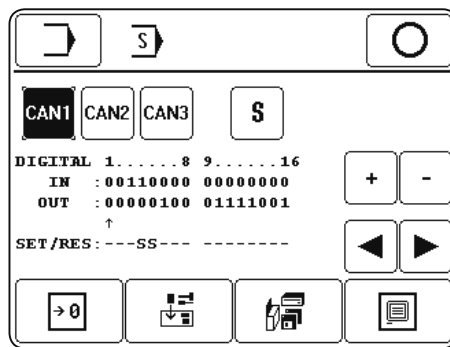 S
CAN1 CAN2 CAN3 S
DIGITAL 1......8 9......16
IN :00110000 00000000
+ -
OUT :00000100 01111001
↑
SET/RES:---SS--- --------
→0